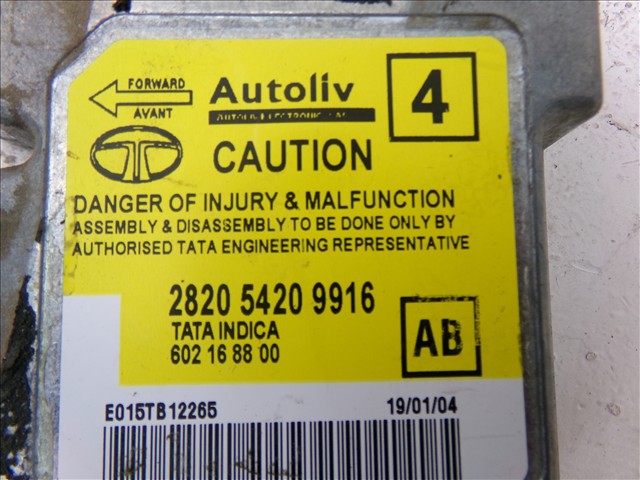 FORWARD
AVANT
Autoliv
4
CAUTION
DANGER OF INJURY & MALFUNCTION
ASSEMBLY & DISASSEMBLY TO BE DONE ONLY BY
AUTHORISED TATA ENGINEERING REPRESENTATIVE
2820 5420 9916
TATA INDICA
602 16 88 00
AB
E015TB12265
19/01/04